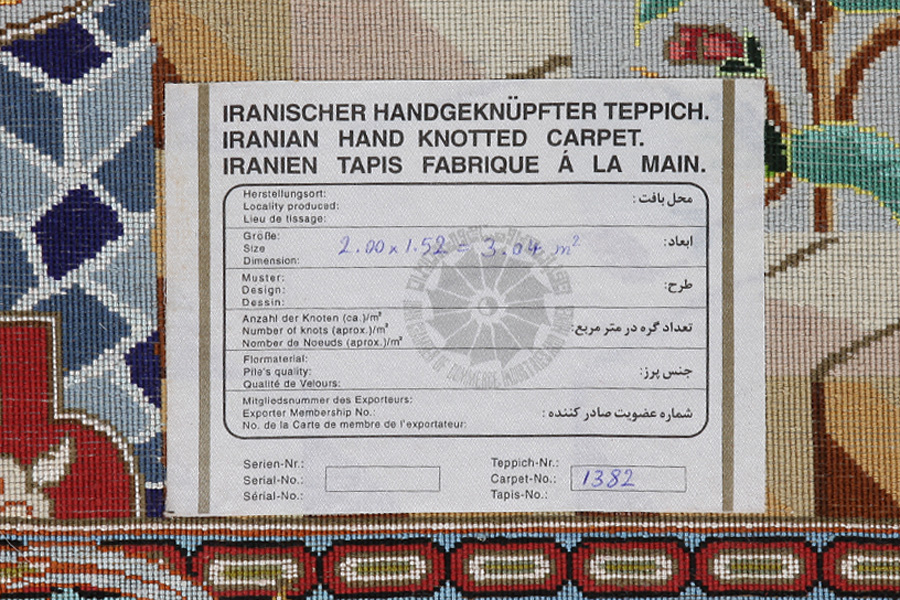 IRANISCHER HANDGEKNÜPFTER TEPPICH.
IRANIAN HAND KNOTTED CARPET.
IRANIEN TAPIS FABRIQUE Á LA MAIN.
Herstellungsort:
Locality produced:
Lieu de tissage:
محل بافت :
Größe:
Size
Dimension:
2.00 x 1.52 = 3.04 m²
ابعاد:
Muster:
Design:
Dessin:
طرح:
Anzahl der Knoten (ca.)/m²
Number of knots (aprox.)/m²
Nomber de Noeuds (aprox.)/m²
تعداد گره در متر مربع:
Flormaterial:
Pile's quality:
Qualité de Velours:
جنس پرز:
Mitgliedsnummer des Exporteurs:
Exporter Membership No.:
No. de la Carte de membre de l'exportateur:
شماره عضویت صادر کننده :
Serien-Nr.:
Serial-No.:
Sérial-No.:
Teppich-Nr.:
Carpet-No.:
Tapis-No.:
1382